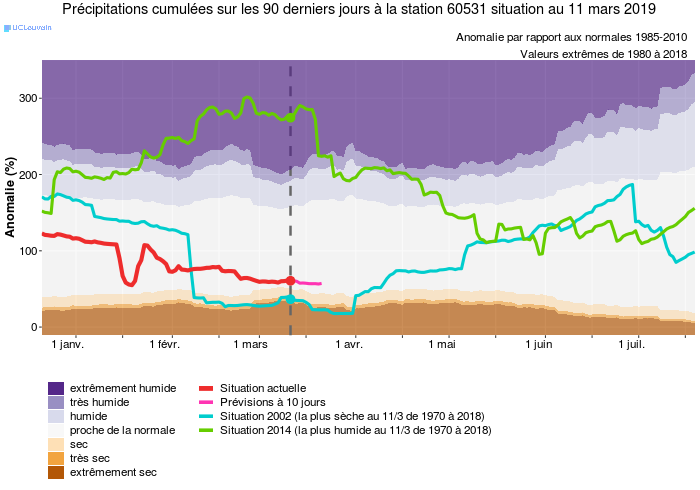 Précipitations cumulées sur les 90 derniers jours à la station 60531 situation au 11 mars 2019
UCLouvain
Anomalie par rapport aux normales 1985-2010
Valeurs extrêmes de 1980 à 2018
Anomalie (%)
300
200
100
0
1 janv. 1 févr. 1 mars 1 avr. 1 mai 1 juin 1 juil.
extrêmement humide
très humide
humide
proche de la normale
sec
très sec
extrêmement sec
Situation actuelle
Prévisions à 10 jours
Situation 2002 (la plus sèche au 11/3 de 1970 à 2018)
Situation 2014 (la plus humide au 11/3 de 1970 à 2018)